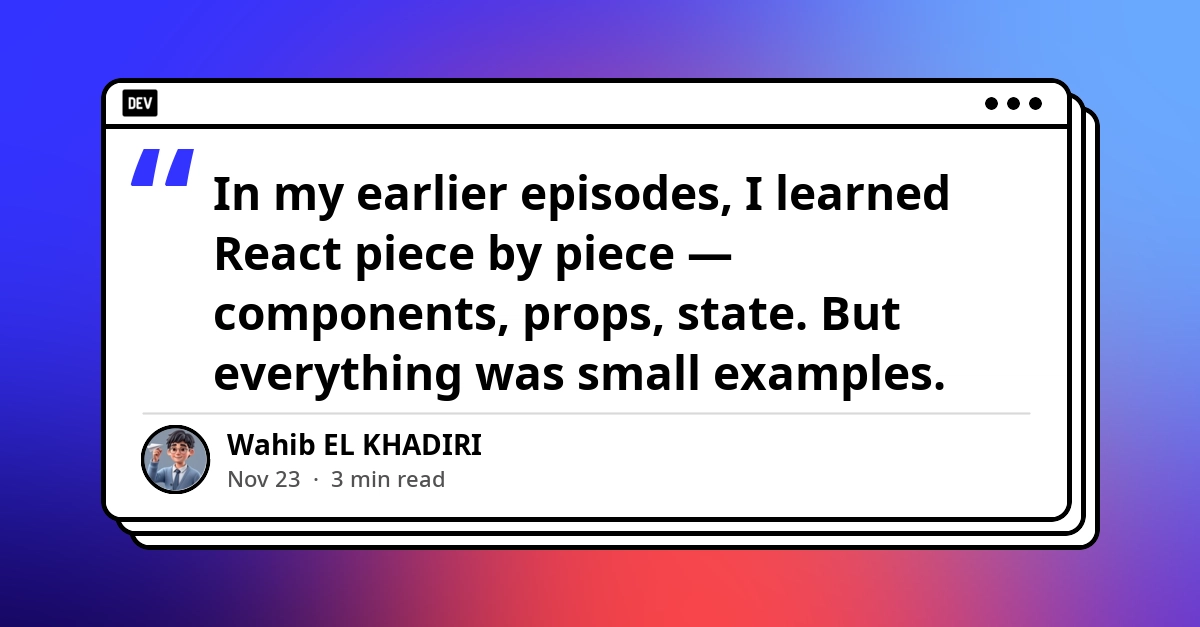 DEV
“
In my earlier episodes, I learned
React piece by piece —
components, props, state. But
everything was small examples.
Wahib EL KHADIRI
Nov 23 · 3 min read